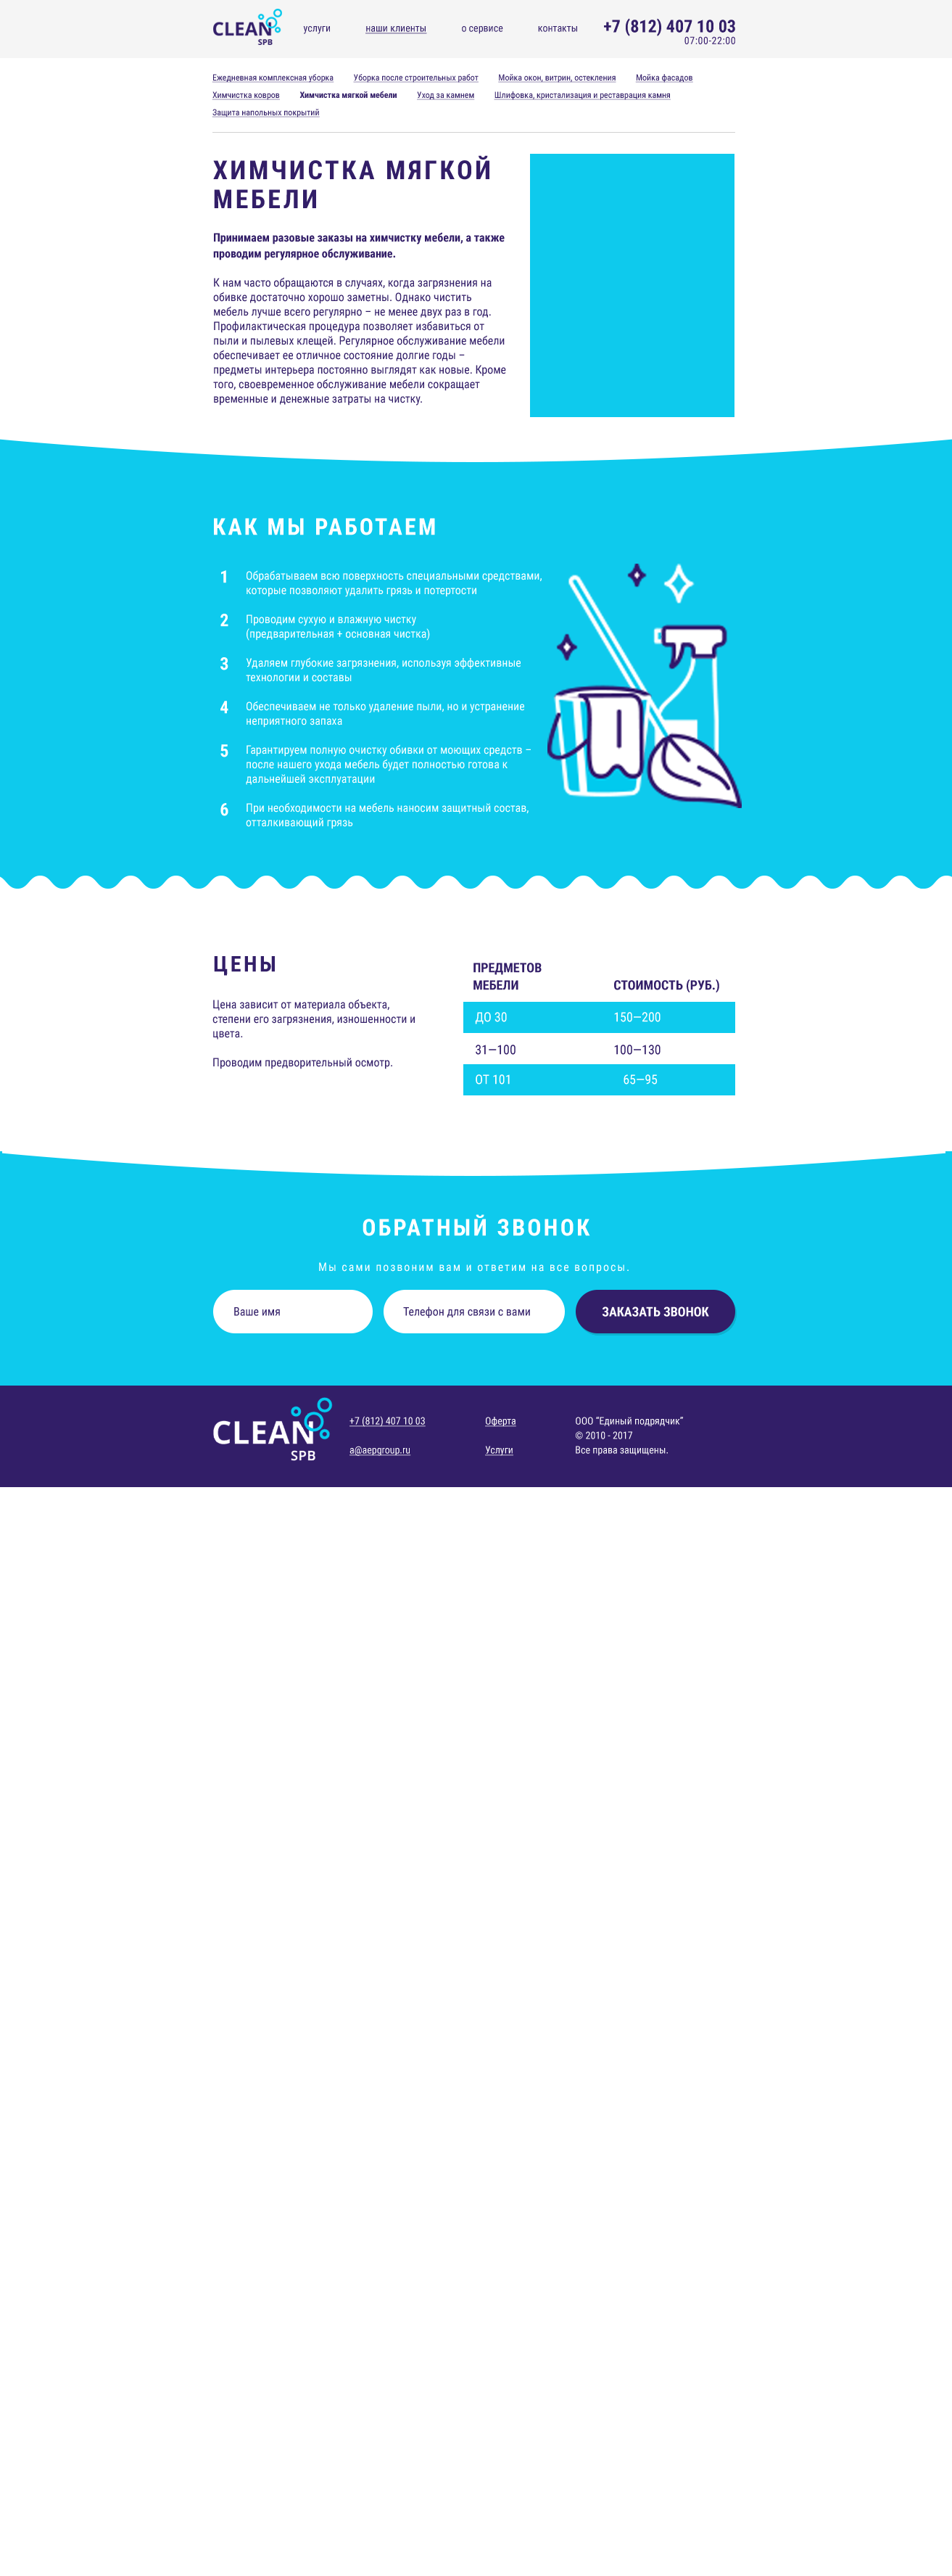 CLEAN
SPB
услуги
наши клиенты
о сервисе
контакты
+7 (812) 407 10 03
07:00-22:00
Ежедневная комплексная уборка
Уборка после строительных работ
Мойка окон, витрин, остекления
Мойка фасадов
Химчистка ковров
Химчистка мягкой мебели
Уход за камнем
Шлифовка, кристализация и реставрация камня
Защита напольных покрытий
ХИМЧИСТКА МЯГКОЙ
МЕБЕЛИ
Принимаем разовые заказы на химчистку мебели, а также
проводим регулярное обслуживание.
К нам часто обращаются в случаях, когда загрязнения на
обивке достаточно хорошо заметны. Однако чистить
мебель лучше всего регулярно – не менее двух раз в год.
Профилактическая процедура позволяет избавиться от
пыли и пылевых клещей. Регулярное обслуживание мебели
обеспечивает ее отличное состояние долгие годы –
предметы интерьера постоянно выглядят как новые. Кроме
того, своевременное обслуживание мебели сокращает
временные и денежные затраты на чистку.
КАК МЫ РАБОТАЕМ
1 Обрабатываем всю поверхность специальными средствами,
которые позволяют удалить грязь и потертости
2 Проводим сухую и влажную чистку
(предварительная + основная чистка)
3 Удаляем глубокие загрязнения, используя эффективные
технологии и составы
4 Обеспечиваем не только удаление пыли, но и устранение
неприятного запаха
5 Гарантируем полную очистку обивки от моющих средств –
после нашего ухода мебель будет полностью готова к
дальнейшей эксплуатации
6 При необходимости на мебель наносим защитный состав,
отталкивающий грязь
ЦЕНЫ
Цена зависит от материала объекта,
степени его загрязнения, изношенности и
цвета.
Проводим предворительный осмотр.
ПРЕДМЕТОВ
МЕБЕЛИ
СТОИМОСТЬ (РУБ.)
ДО 30
150—200
31—100
100—130
ОТ 101
65—95
ОБРАТНЫЙ ЗВОНОК
Мы сами позвоним вам и ответим на все вопросы.
Ваше имя
Телефон для связи с вами
ЗАКАЗАТЬ ЗВОНОК
CLEAN
SPB
+7 (812) 407 10 03
a@aepgroup.ru
Оферта
Услуги
ООО “Единый подрядчик”
© 2010 - 2017
Все права защищены.